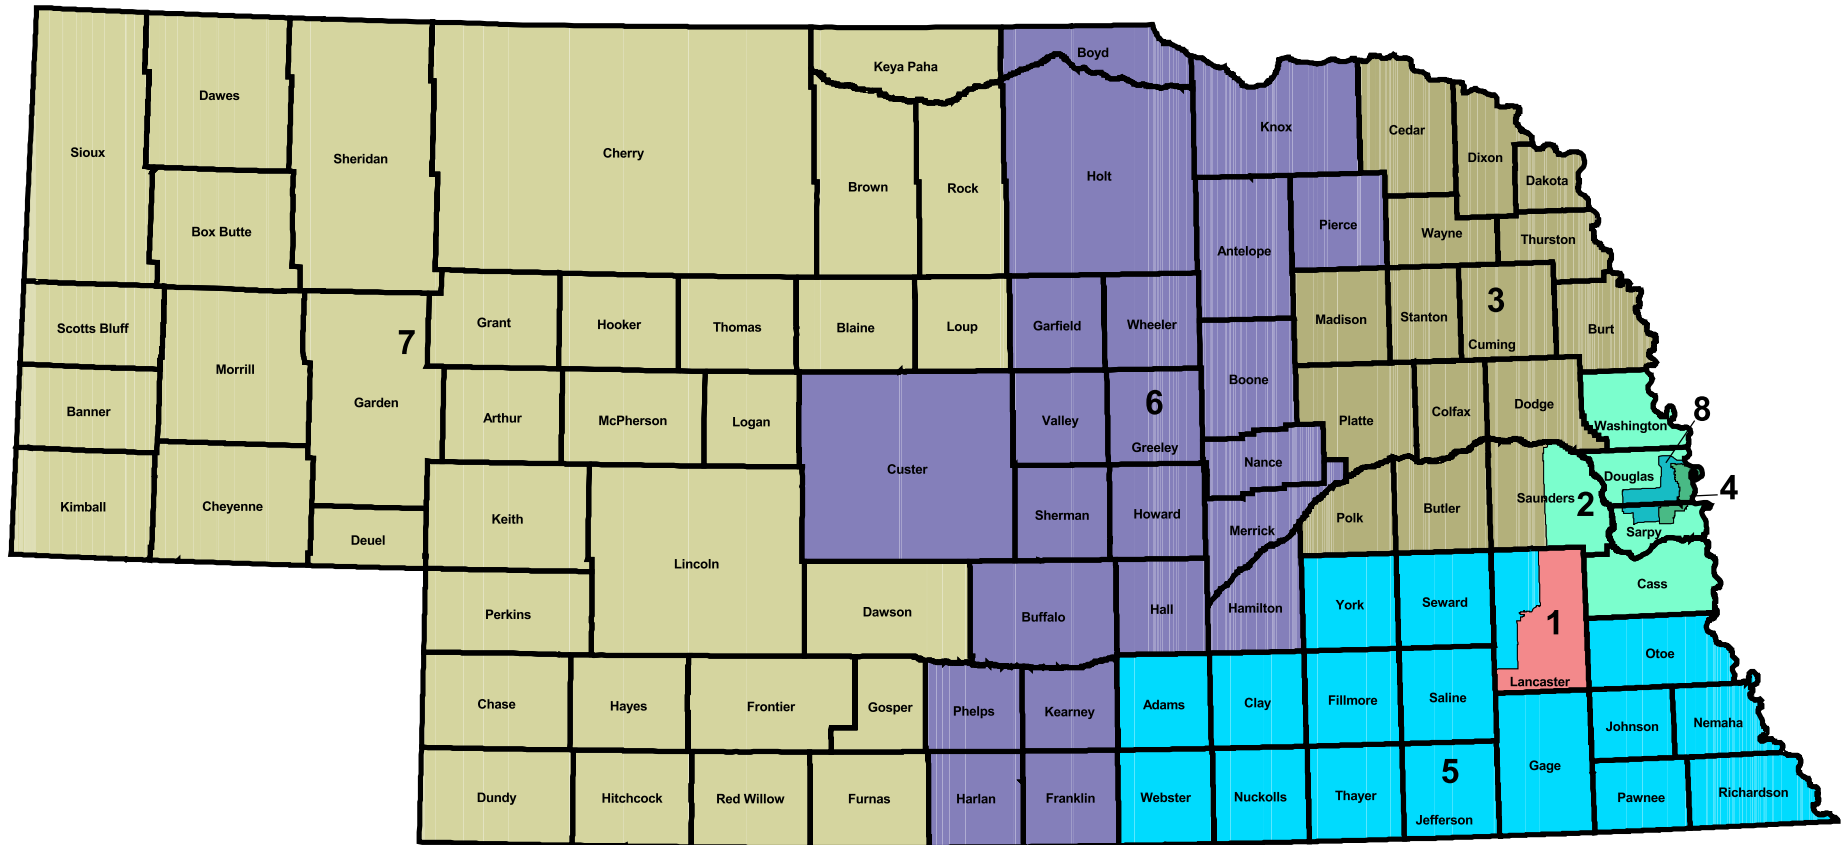 Boyd
Keya Paha
Dawes
Knox
Cedar
Sioux
Sheridan
Cherry
Dixon
Holt
Dakota
Brown
Rock
Pierce
Box Butte
Wayne
Thurston
Antelope
3
Scotts Bluff
7
Grant
Hooker
Thomas
Blaine
Loup
Garfield
Wheeler
Madison
Stanton
Burt
Cuming
Morrill
Boone
Banner
Garden
Arthur
McPherson
Logan
Valley
6
Platte
Colfax
Dodge
8
Washington
Greeley
Custer
Nance
Kimball
Cheyenne
Keith
Sherman
Howard
Merrick
Polk
Butler
Saunders
2
Douglas
4
Sarpy
Deuel
Lincoln
Cass
Perkins
Dawson
Buffalo
Hall
Hamilton
York
Seward
1
Otoe
Lancaster
Chase
Hayes
Frontier
Gosper
Phelps
Kearney
Adams
Clay
Fillmore
Saline
Johnson
Nemaha
5
Gage
Dundy
Hitchcock
Red Willow
Furnas
Harlan
Franklin
Webster
Nuckolls
Thayer
Jefferson
Pawnee
Richardson